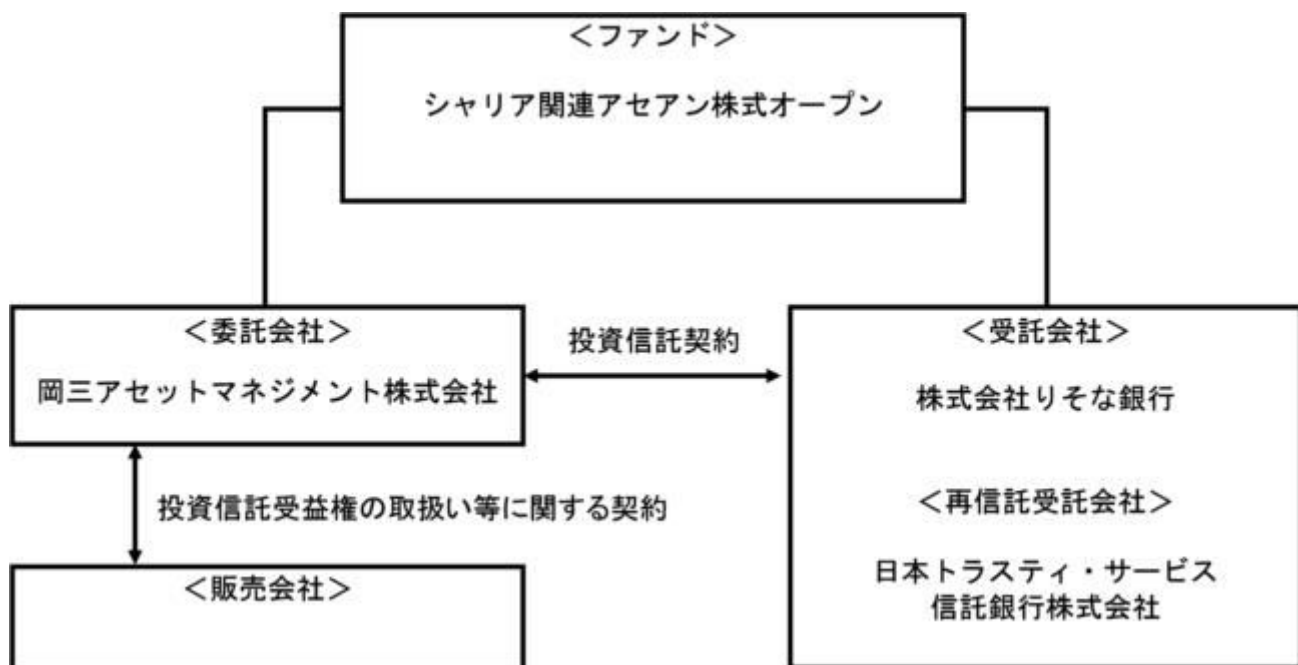 ＜ファンド＞
シャリア関連アセアン株式オープン
＜委託会社＞
岡三アセットマネジメント株式会社
投資信託契約
＜受託会社＞
株式会社りそな銀行
＜再信託受託会社＞
日本トラスティ・サービス
信託銀行株式会社
投資信託受益権の取扱い等に関する契約
＜販売会社＞